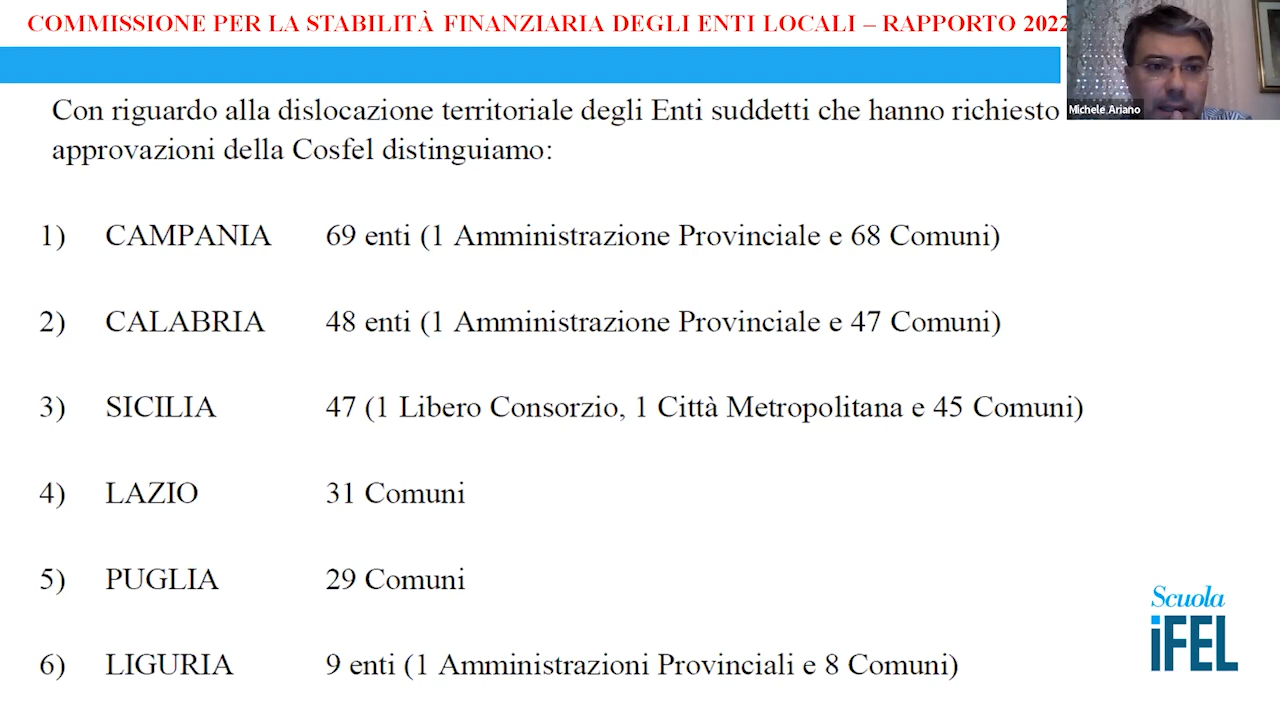 COMMISSIONE PER LA STABILITÀ FINANZIARIA DEGLI ENTI LOCALI – RAPPORTO 2022
Michele Ariano
Con riguardo alla dislocazione territoriale degli Enti suddetti che hanno richiesto
approvazioni della Cosfel distinguiamo:
1) CAMPANIA 69 enti (1 Amministrazione Provinciale e 68 Comuni)
2) CALABRIA 48 enti (1 Amministrazione Provinciale e 47 Comuni)
3) SICILIA 47 (1 Libero Consorzio, 1 Città Metropolitana e 45 Comuni)
4) LAZIO 31 Comuni
5) PUGLIA 29 Comuni
6) LIGURIA 9 enti (1 Amministrazioni Provinciali e 8 Comuni)
Scuola
iFEL